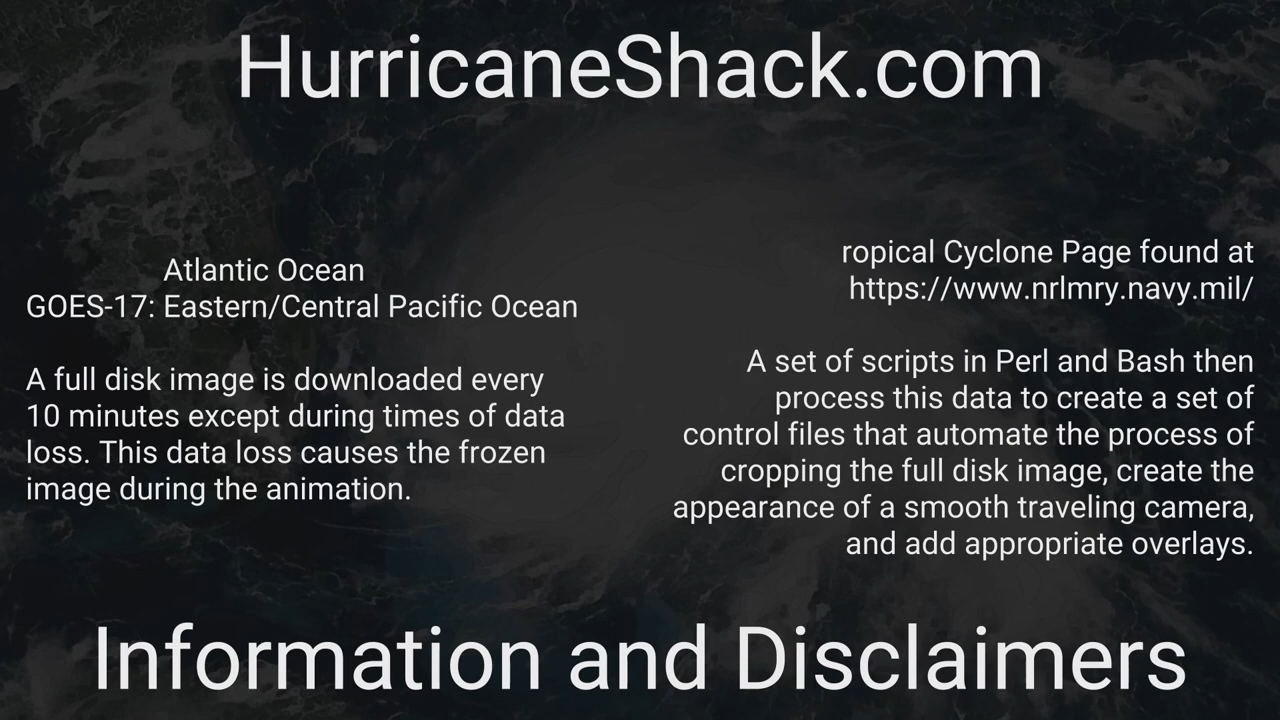 HurricaneShack.com
Atlantic Ocean
GOES-17: Eastern/Central Pacific Ocean
A full disk image is downloaded every
10 minutes except during times of data
loss. This data loss causes the frozen
image during the animation.
ropical Cyclone Page found at
https://www.nrlmry.navy.mil/
A set of scripts in Perl and Bash then
process this data to create a set of
control files that automate the process of
cropping the full disk image, create the
appearance of a smooth traveling camera,
and add appropriate overlays.
Information and Disclaimers